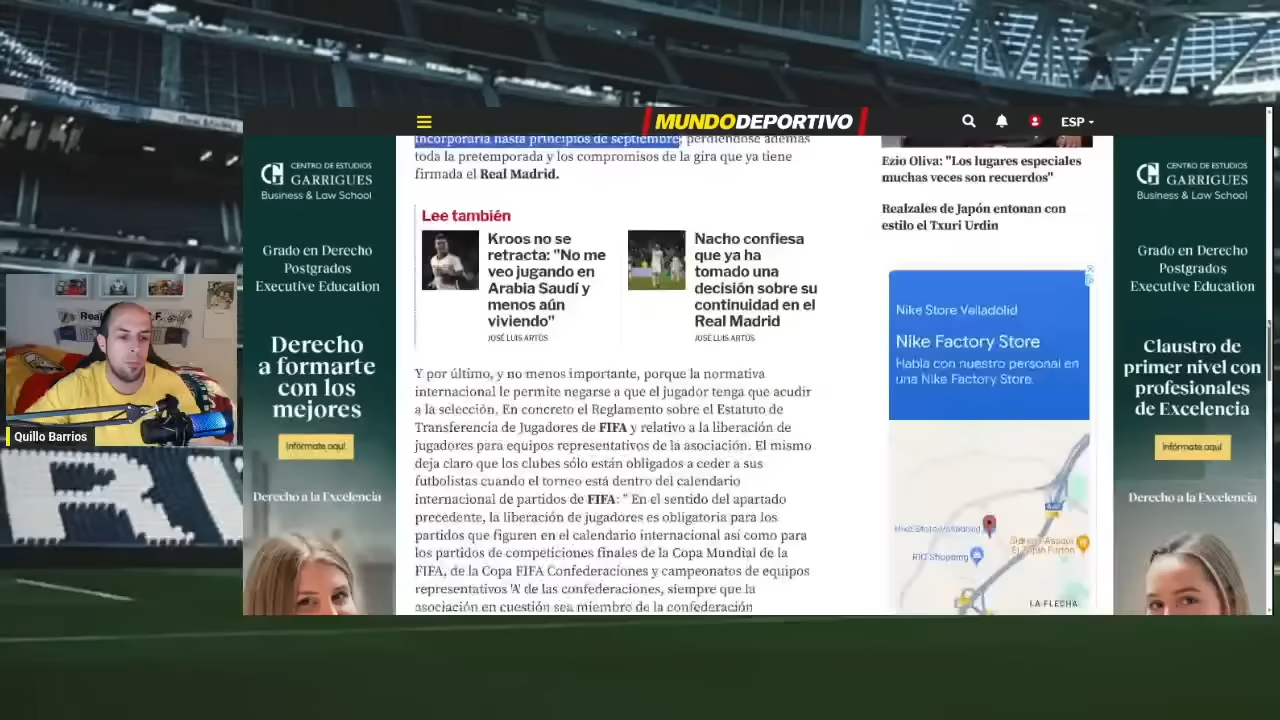 MUNDODEPORTIVO
ESP
CENTRO DE ESTUDIOS
GARRIGUES
Business & Law School
Grado en Derecho
Postgrados
Executive Education
Derecho
a formarte
con los
mejores
Infórmate aquí
Derecho a la Excelencia
Quillo Barrios
incorporaría hasta principios de septiembre, perdiéndose además
toda la pretemporada y los compromisos de la gira que ya tiene
firmada el Real Madrid.
Lee también
Kroos no se
retracta: "No me
veo jugando en
Arabia Saudí y
menos aún
viviendo"
JOSÉ LUIS ARTÚS
Nacho confiesa
que ya ha
tomado una
decisión sobre su
continuidad en el
Real Madrid
JOSÉ LUIS ARTÚS
Y por último, y no menos importante, porque la normativa
internacional le permite negarse a que el jugador tenga que acudir
a la selección. En concreto el Reglamento sobre el Estatuto de
Transferencia de Jugadores de FIFA y relativo a la liberación de
jugadores para equipos representativos de la asociación. El mismo
deja claro que los clubes sólo están obligados a ceder a sus
futbolistas cuando el torneo está dentro del calendario
internacional de partidos de FIFA: " En el sentido del apartado
precedente, la liberación de jugadores es obligatoria para los
partidos que figuren en el calendario internacional así como para
los partidos de competiciones finales de la Copa Mundial de la
FIFA, de la Copa FIFA Confederaciones y campeonatos de equipos
representativos 'A' de las confederaciones, siempre que la
asociación en cuestión sea miembro de la confederación
Ezio Oliva: "Los lugares especiales
muchas veces son recuerdos"
Realzales de Japón entonan con
estilo el Txuri Urdin
Nike Store Valladolid
Nike Factory Store
Habla con nuestro personal en
una Nike Factory Store.
Nike Store Valladolid
RIO Shopping
LA FLECHA
CENTRO DE ESTUDIOS
GARRIGUES
Business & Law School
Grado en Derecho
Postgrados
Executive Education
Claustro de
primer nivel con
profesionales
de Excelencia
Infórmate aquí
Derecho a la Excelencia